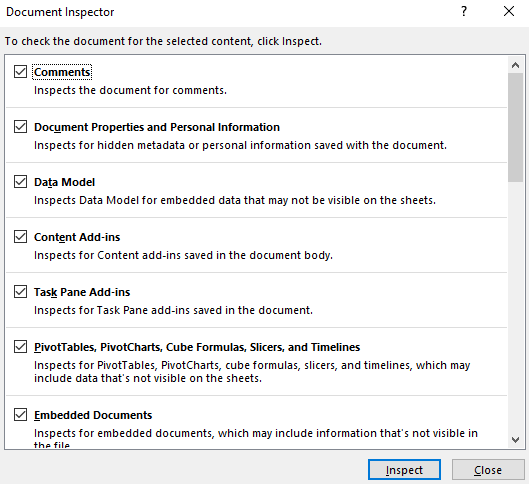 Document Inspector
?
To check the document for the selected content, click Inspect.
Comments
Inspects the document for comments.
Document Properties and Personal Information
Inspects for hidden metadata or personal information saved with the document.
Data Model
Inspects Data Model for embedded data that may not be visible on the sheets.
Content Add-ins
Inspects for Content add-ins saved in the document body.
Task Pane Add-ins
Inspects for Task Pane add-ins saved in the document.
PivotTables, PivotCharts, Cube Formulas, Slicers, and Timelines
Inspects for PivotTables, PivotCharts, cube formulas, slicers, and timelines, which may
include data that's not visible on the sheets.
Embedded Documents
Inspects for embedded documents, which may include information that's not visible in
the file.
Inspect
Close